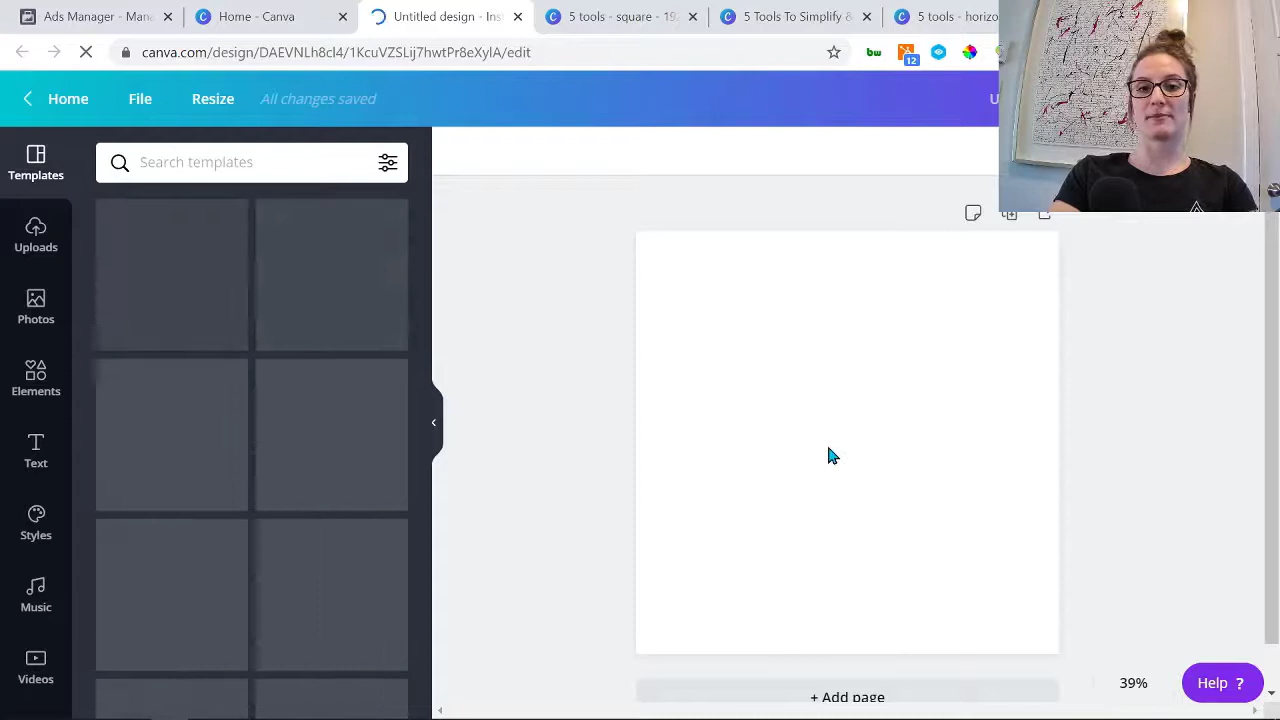 Ads Manager - Mana
Home - Canva
Untitled design - Ins
5 tools - square - 19
5 Tools To Simplify &
5 tools - horizo
canva.com/design/DAEVNLh8cl4/1KcuVZSLij7hwtPr8eXylA/edit
12
Home
File
Resize
All changes saved
U
Templates
Search templates
Uploads
Photos
Elements
Text
Styles
Music
Videos
+ Add page
39%
Help ?